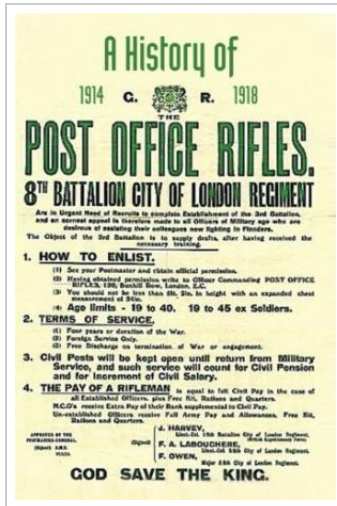 A History of
1914 G. R. 1918
THE
POST OFFICE RIFLES.
8TH BATTALION CITY OF LONDON REGIMENT
Are in Urgent Need of Recruits to complete Establishment of the 3rd Battalion,
and an earnest appeal is therefore made to all Officers of Military age who are
desirous of assisting their colleagues now fighting in Flanders.
The Object of the 3rd Battalion is to supply drafts, after having received the
necessary training.
1. HOW TO ENLIST.
(1) See your Postmaster and obtain official permission.
(2) Having obtained permission write to Officer Commanding POST OFFICE
RIFLES, 130, Bunhill Row, London, E.C.
(3) You should not be less than 5ft. 2in. in height with an expanded chest
measurement of
(4) Age limits - 19 to 40. 19 to 45 ex Soldiers.
2. TERMS OF SERVICE.
(1) Four years or duration of the War.
(2) Foreign Service Only.
(3) Free Discharge on termination of War or engagement.
3. Civil Posts will be kept open until return from Military
Service, and such service will count for Civil Pension
and for Increment of Civil Salary.
4. THE PAY OF A RIFLEMAN is equal to full Civil Pay in the case of
all Established Officers, plus Free Kit, Rations and Quarters.
N.C.O's receive Extra Pay of their Rank supplemental to Civil Pay.
Un-established Officers receive Full Army Pay and Allowances, Free Kit,
Rations and Quarters.
J. HARVEY,
APPROVED BY THE
POSTMASTER-GENERAL.
(Signed)
F. A. LABOUCHERE,
F. OWEN,
GOD SAVE THE KING.